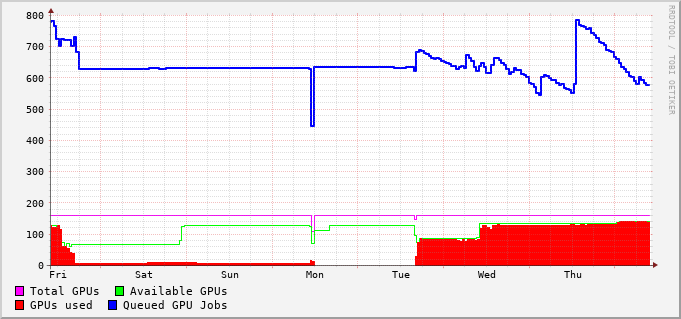 800
700
600
500
400
300
200
100
0
Fri Sat Sun Mon Tue Wed Thu
Total GPUs Available GPUs
GPUs used Queued GPU Jobs
RRDTOOL / TOBI OETIKER